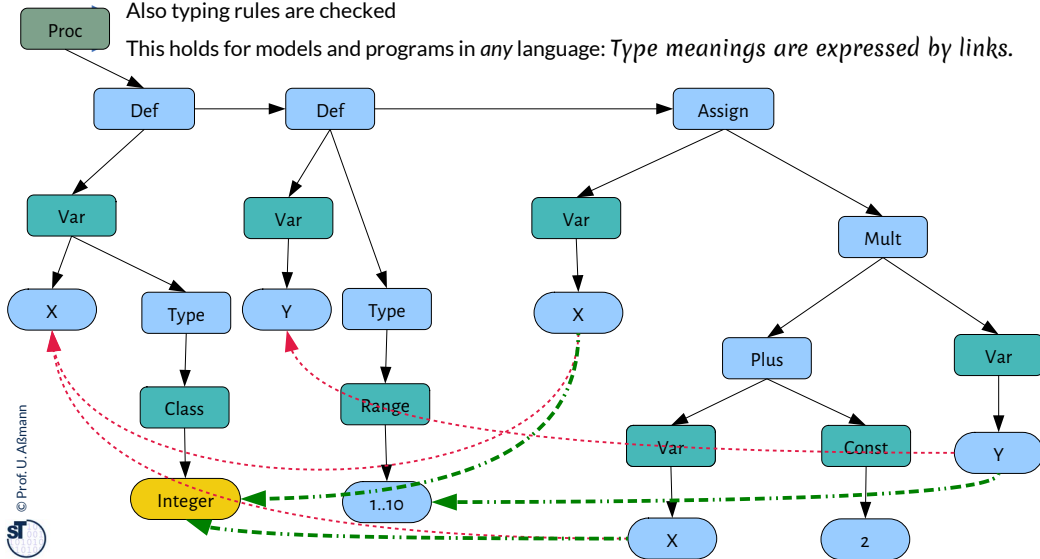 Also typing rules are checked
Proc
This holds for models and programs in any language: Type meanings are expressed by links.
Def
Def
Assign
Var
Var
Var
Mult
X
Type
Y
Type
X
Plus
Var
Class
Range
Var
Const
Y
Integer
1..10
X
2
© Prof. U. Aßmann
ST